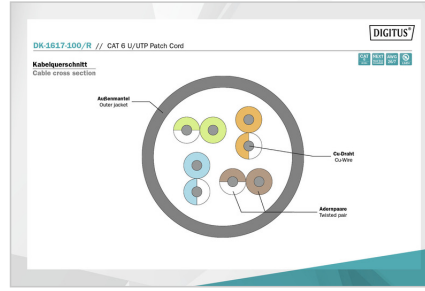 DIGITUS®
DK-1617-100/R // CAT 6 U/UTP Patch Cord
Kabelquerschnitt
Cable cross section
Außenmantel
Outer jacket
Cu-Draht
Cu-Wire
Adernpaare
Twisted pair